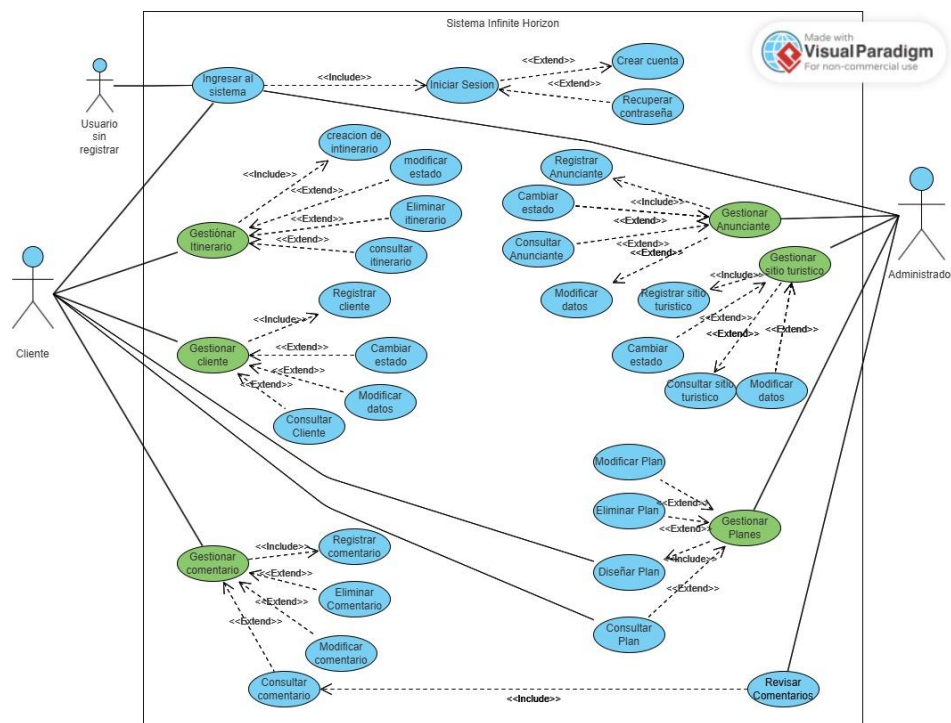 Sistema Infinite Horizon
Made with
VisualParadigm
For non-commercial use
Usuario
sin
registrar
Ingresar al
sistema
<<Include>>
Iniciar Sesion
<<Extend>>
Crear cuenta
<<Extend>>
Recuperar
contraseña
creacion de
intinerario
<<Include>>
modificar
estado
<<Extend>>
Eliminar
itinerario
<<Extend>>
Gestiónar
Itinerario
<<Extend>>
consultar
itinerario
Registrar
Anunciante
<<Include>>
Cambiar
estado
<<Extend>>
Gestionar
Anunciante
Consultar
Anunciante
<<Extend>>
<<Extend>>
Modificar
datos
Administrador
Gestionar
sitio turistico
<<Include>>
Registrar sitio
turistico
<<Extend>>
<<Extend>>
<<Extend>>
Cambiar
estado
Consultar sitio
turistico
Modificar
datos
Cliente
Registrar
cliente
<<Include>>
Gestionar
cliente
<<Extend>>
Cambiar
estado
<<Extend>>
Modificar
datos
<<Extend>>
Consultar
Cliente
Modificar Plan
<<Extend>>
Eliminar Plan
<<Extend>>
Gestionar
Planes
<<Include>>
Diseñar Plan
<<Extend>>
Consultar
Plan
Registrar
comentario
<<Include>>
Gestionar
comentario
<<Extend>>
Eliminar
Comentario
<<Extend>>
Modificar
comentario
<<Extend>>
Consultar
comentario
<<Include>>
Revisar
Comentarios